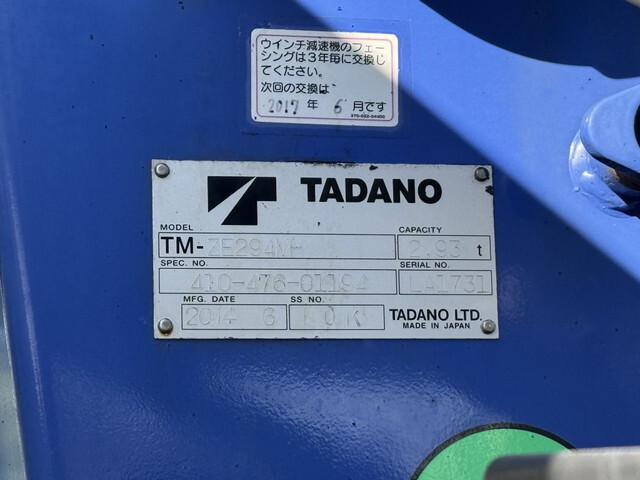 ウインチ減速機のフェー
シングは3年毎に交換し
てください。
次回の交換は、
2017 年 6 月です
TADANO
MODEL
CAPACITY
TM-ZE294MH 2.93 t
SPEC. NO. SERIAL NO.
410-476-01194 LA1731
MFG. DATE SS NO.
2014 6
TADANO LTD.
MADE IN JAPAN